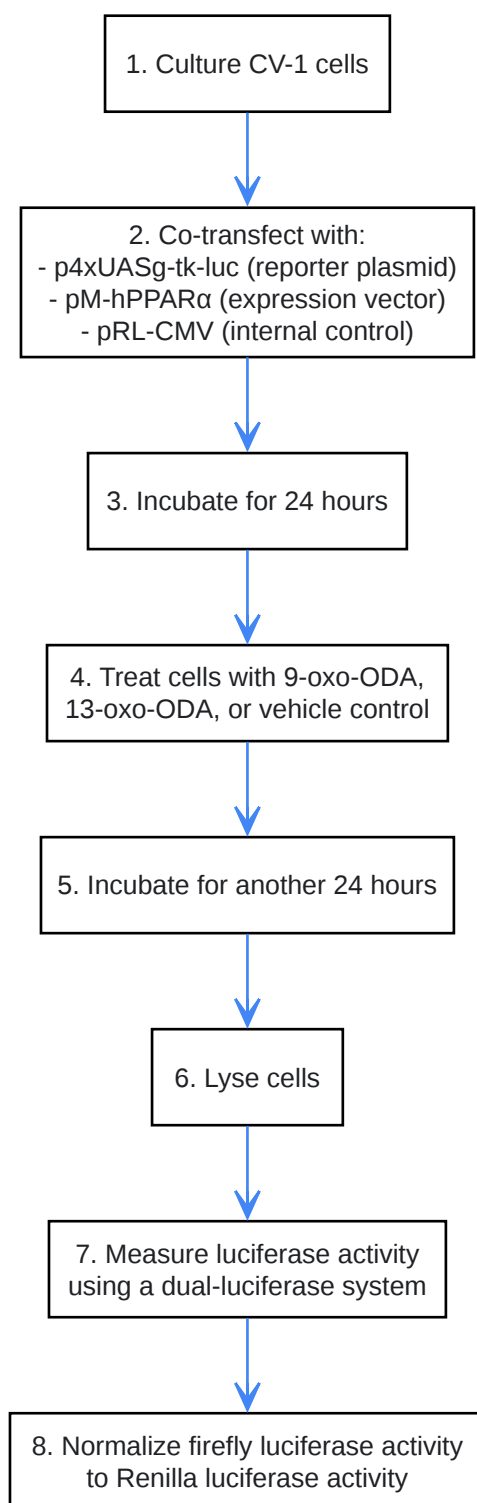 1. Culture CV-1 cells
2. Co-transfect with:
- p4xUASg-tk-luc (reporter plasmid)
- pM-hPPARα (expression vector)
- pRL-CMV (internal control)
3. Incubate for 24 hours
4. Treat cells with 9-oxo-ODA,
13-oxo-ODA, or vehicle control
5. Incubate for another 24 hours
6. Lyse cells
7. Measure luciferase activity
using a dual-luciferase system
8. Normalize firefly luciferase activity
to Renilla luciferase activity